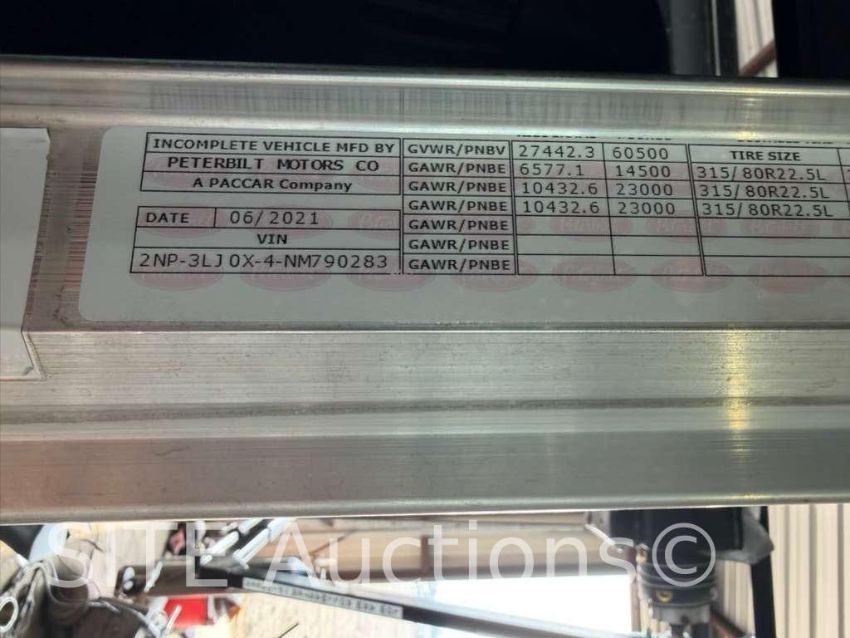 INCOMPLETE VEHICLE MFD BY
PETERBILT MOTORS CO
A PACCAR Company
DATE 06/2021
VIN
2NP-3LJ0X-4-NM790283
TIRE SIZE
GVWR/PNBV 27442.3 60500
GAWR/PNBE 6577.1 14500 315/80R22.5L
GAWR/PNBE 10432.6 23000 315/80R22.5L
GAWR/PNBE 10432.6 23000 315/80R22.5L
GAWR/PNBE
GAWR/PNBE
GAWR/PNBE
SITE Auctions©